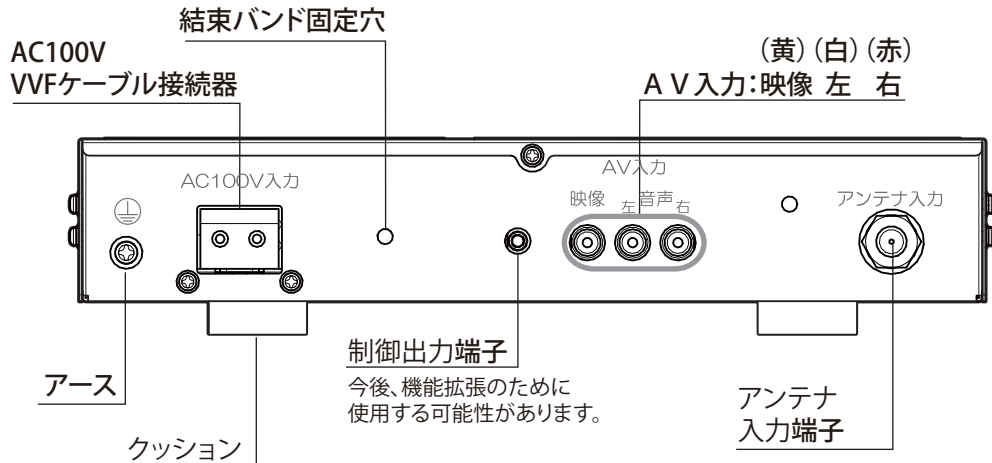 結束バンド固定穴
AC100V
VVFケーブル接続器
(黄) (白) (赤)
AV入力:映像 左 右
AC100V入力
AV入力
映像 左 音声 右
アンテナ入力
アース
クッション
制御出力端子
今後、機能拡張のために
使用する可能性があります。
アンテナ
入力端子